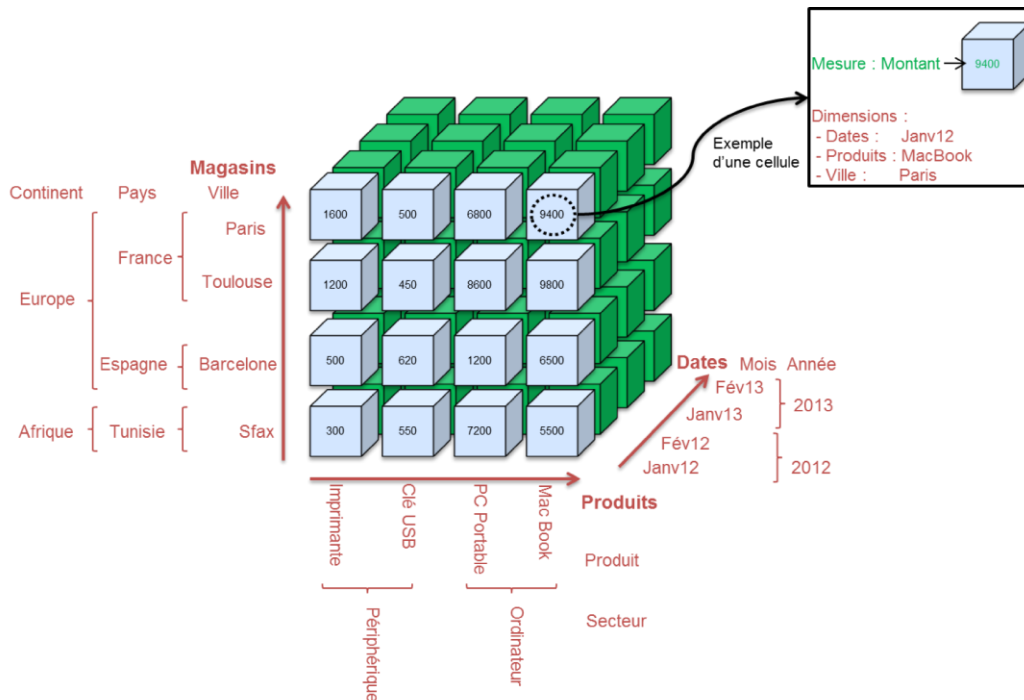 Mesure : Montant
9400
Dimensions :
- Dates : Janv12
- Produits : MacBook
- Ville : Paris
Exemple
d'une cellule
Magasins
Continent Pays Ville
1600 500 6800 9400
Paris
France
1200 450 8600 9800
Toulouse
Europe
500 620 1200 6500
Espagne Barcelone
Dates Mois Année
Fév13
Janv13
2013
Fév12
Janv12
2012
300 550 7200 5500
Afrique Tunisie Sfax
Produits
Imprimante
Clé USB
PC Portable
Mac Book
Produit
Périphérique
Ordinateur
Secteur